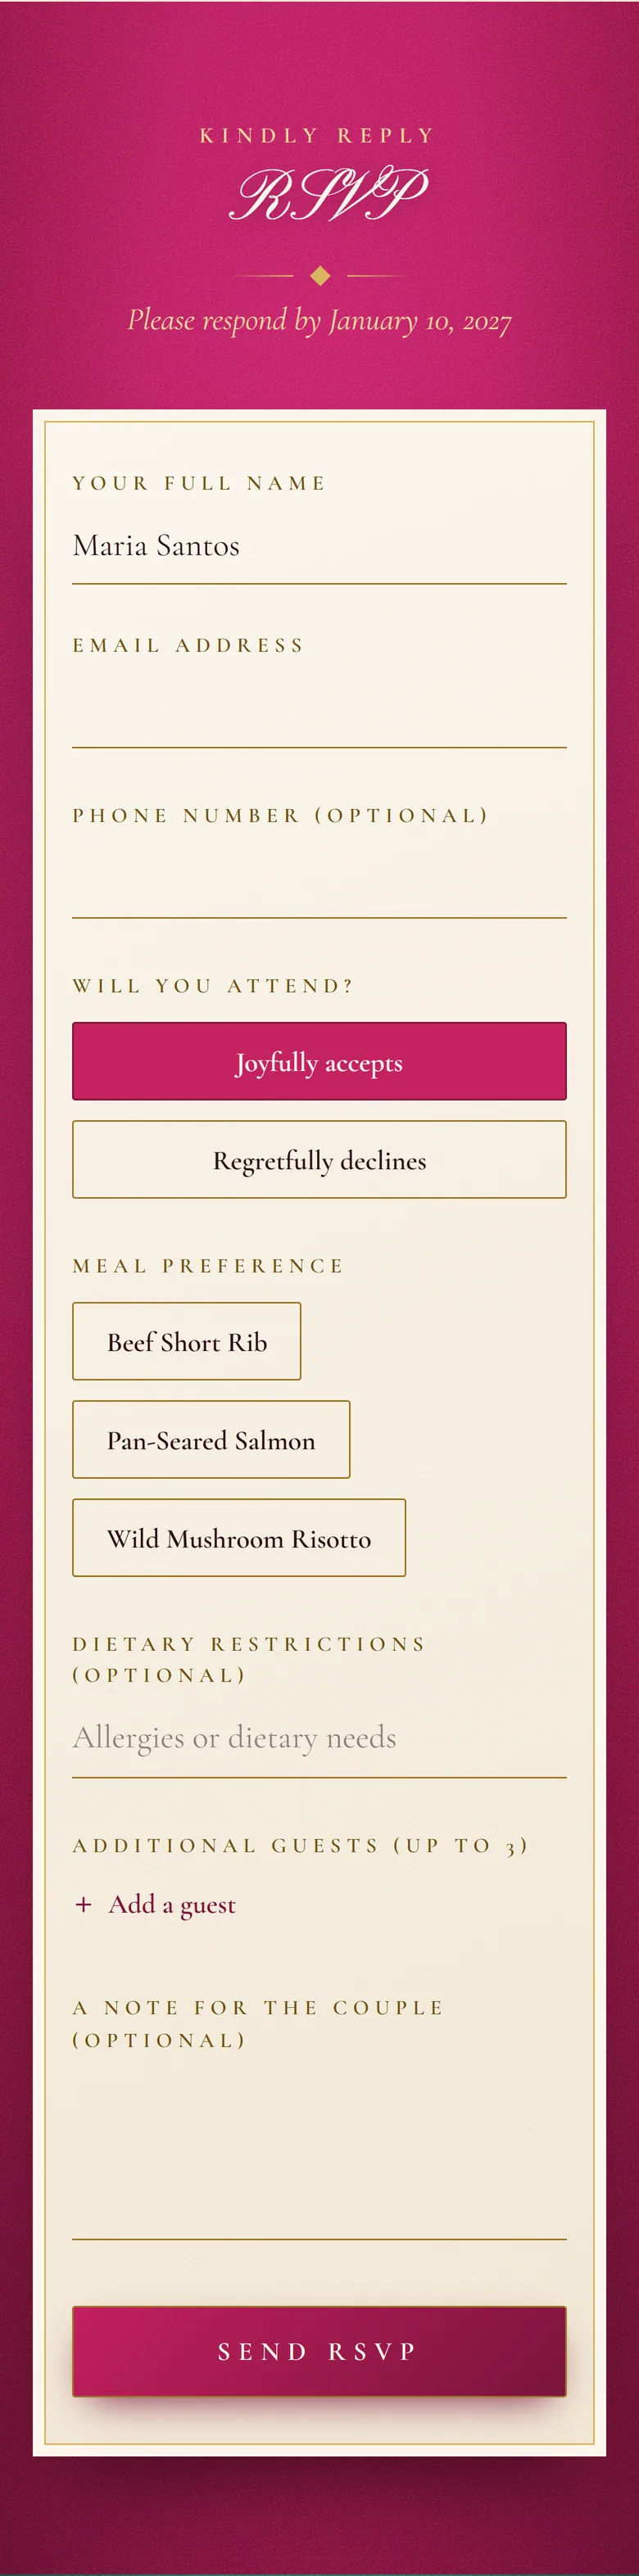 KINDLY REPLY
RSVP
Please respond by January 10, 2027
YOUR FULL NAME
Maria Santos
EMAIL ADDRESS
PHONE NUMBER (OPTIONAL)
WILL YOU ATTEND?
Joyfully accepts
Regretfully declines
MEAL PREFERENCE
Beef Short Rib
Pan-Seared Salmon
Wild Mushroom Risotto
DIETARY RESTRICTIONS
(OPTIONAL)
Allergies or dietary needs
ADDITIONAL GUESTS (UP TO 3)
+ Add a guest
A NOTE FOR THE COUPLE
(OPTIONAL)
SEND RSVP